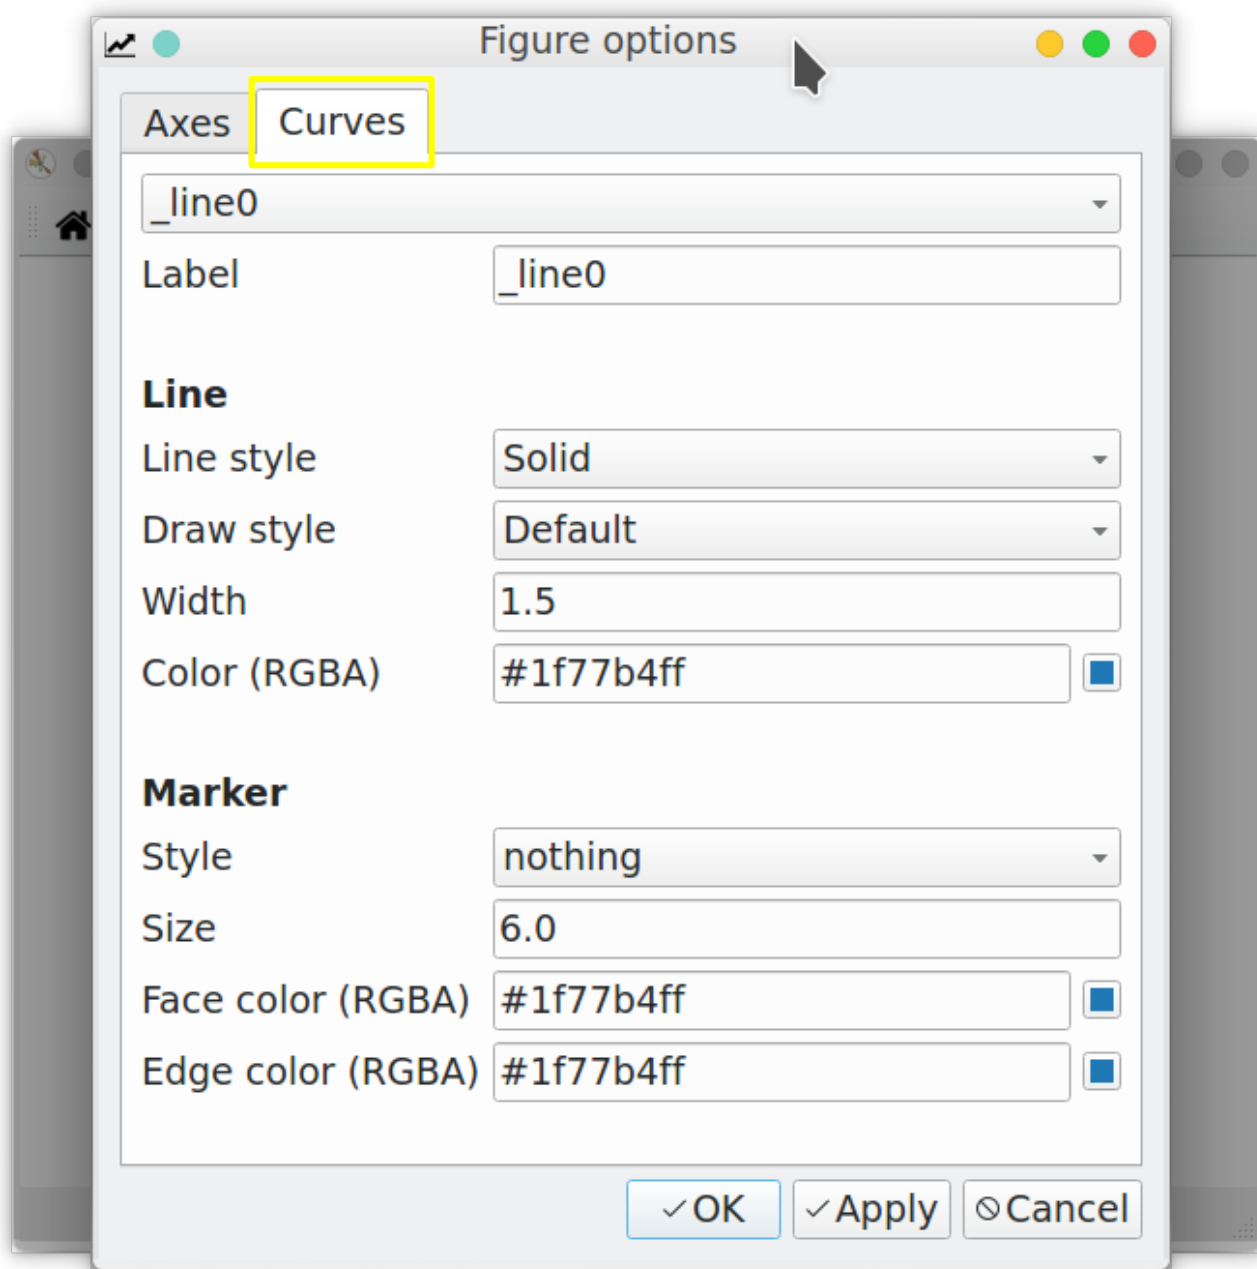 Figure options
Axes Curves
_line0
Label _line0
Line
Line style Solid
Draw style Default
Width 1.5
Color (RGBA) #1f77b4ff
Marker
Style nothing
Size 6.0
Face color (RGBA) #1f77b4ff
Edge color (RGBA) #1f77b4ff
OK Apply Cancel